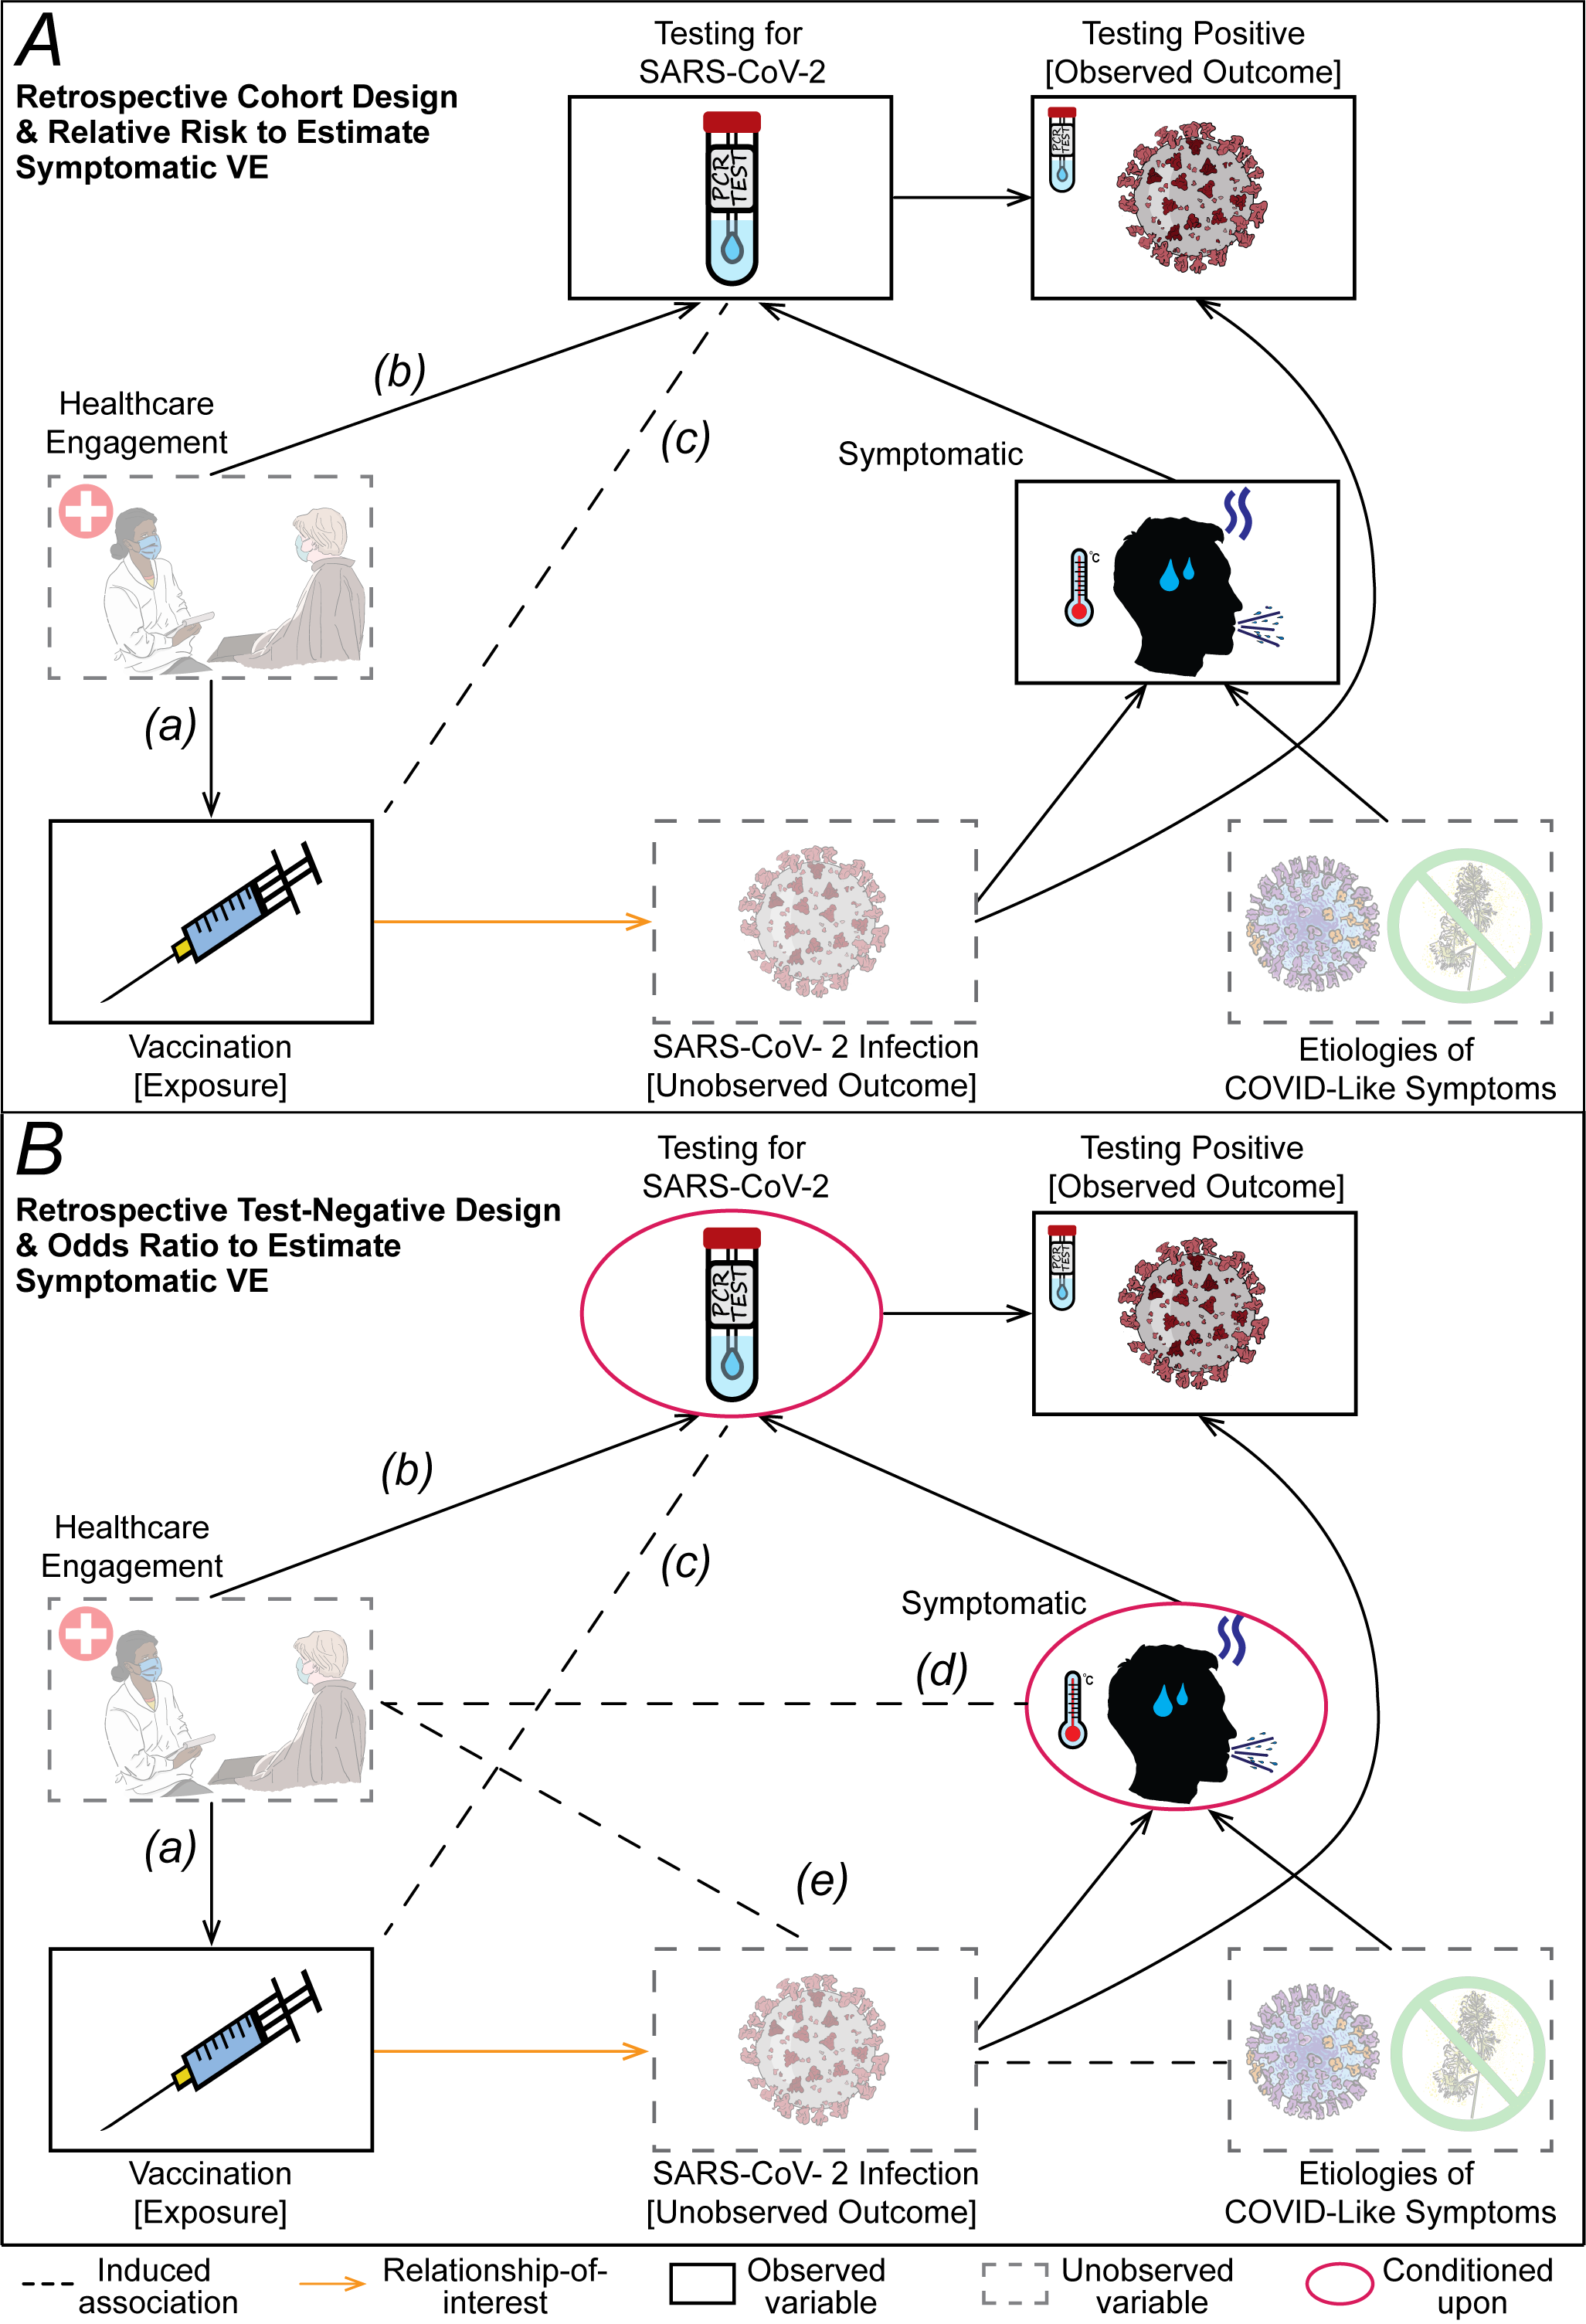 A
Retrospective Cohort Design
& Relative Risk to Estimate
Symptomatic VE
Testing for
SARS-CoV-2
Testing Positive
[Observed Outcome]
PCR
TEST
PCR
TEST
(b)
(c)
Healthcare
Engagement
Symptomatic
°C
(a)
Vaccination
[Exposure]
SARS-CoV- 2 Infection
[Unobserved Outcome]
Etiologies of
COVID-Like Symptoms
B
Retrospective Test-Negative Design
& Odds Ratio to Estimate
Symptomatic VE
Testing for
SARS-CoV-2
Testing Positive
[Observed Outcome]
PCR
TEST
PCR
TEST
(b)
(c)
Healthcare
Engagement
Symptomatic
(d)
°C
(a)
(e)
Vaccination
[Exposure]
SARS-CoV- 2 Infection
[Unobserved Outcome]
Etiologies of
COVID-Like Symptoms
Induced
association
Relationship-of-
interest
Observed
variable
Unobserved
variable
Conditioned
upon